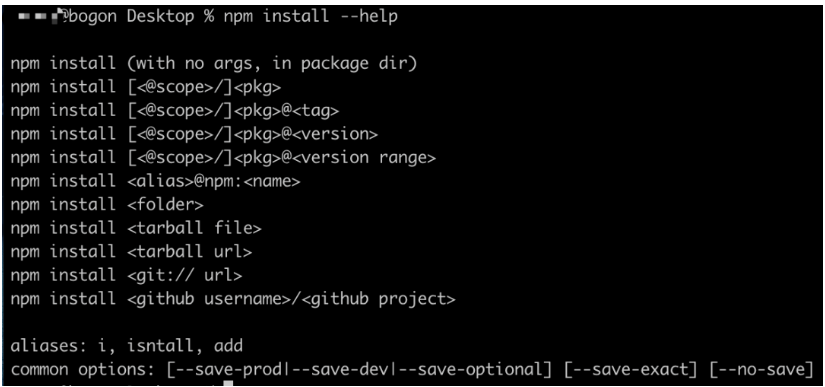 @bogon Desktop % npm install --help
npm install (with no args, in package dir)
npm install [<@scope>/]<pkg>
npm install [<@scope>/]<pkg>@<tag>
npm install [<@scope>/]<pkg>@<version>
npm install [<@scope>/]<pkg>@<version range>
npm install <alias>@npm:<name>
npm install <folder>
npm install <tarball file>
npm install <tarball url>
npm install <git:// url>
npm install <github username>/<github project>
aliases: i, isntall, add
common options: [--save-prod|--save-dev|--save-optional] [--save-exact] [--no-save]